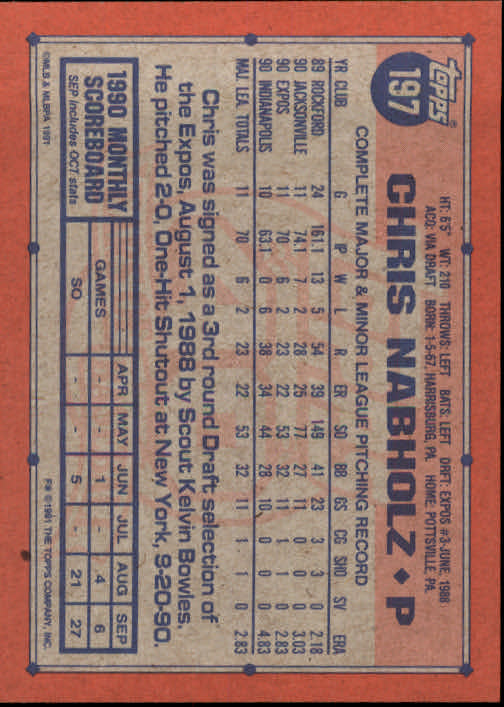 Topps®
197
CHRIS NABHOLZ ♦ P
HT: 6'5" WT: 210 THROWS: LEFT BATS: LEFT DRFT: EXPOS #3-JUNE, 1988
ACQ: VIA DRAFT BORN: 1-5-67, HARRISBURG, PA. HOME: POTTSVILLE, PA
COMPLETE MAJOR & MINOR LEAGUE PITCHING RECORD
YR CLUB G IP W L R ER SO BB GS CG SHO SV ERA
89 ROCKFORD 24 161.1 13 5 54 39 149 41 23 3 3 0 2.18
90 JACKSONVILLE 11 74.1 7 2 28 25 77 27 11 0 0 0 3.03
90 EXPOS 11 70 6 2 23 22 53 32 11 1 1 0 2.83
90 INDIANAPOLIS 10 63.1 0 6 38 34 44 28 10 0 0 0 4.83
MAJ. LEA. TOTALS 11 70 6 2 23 22 53 32 11 1 1 0 2.83
Chris was signed as a 3rd round Draft selection of
the Expos, August 1, 1988 by Scout Kelvin Bowles.
He pitched 2-0, One-Hit Shutout at New York, 9-20-90.
1990 MONTHLY
SCOREBOARD
SEP includes OCT stats
APR MAY JUN JUL AUG SEP
GAMES - - 1 - 4 6
SO - - 5 - 21 27
©MLB & MLBPA 1991
F* © 1991 THE TOPPS COMPANY, INC.